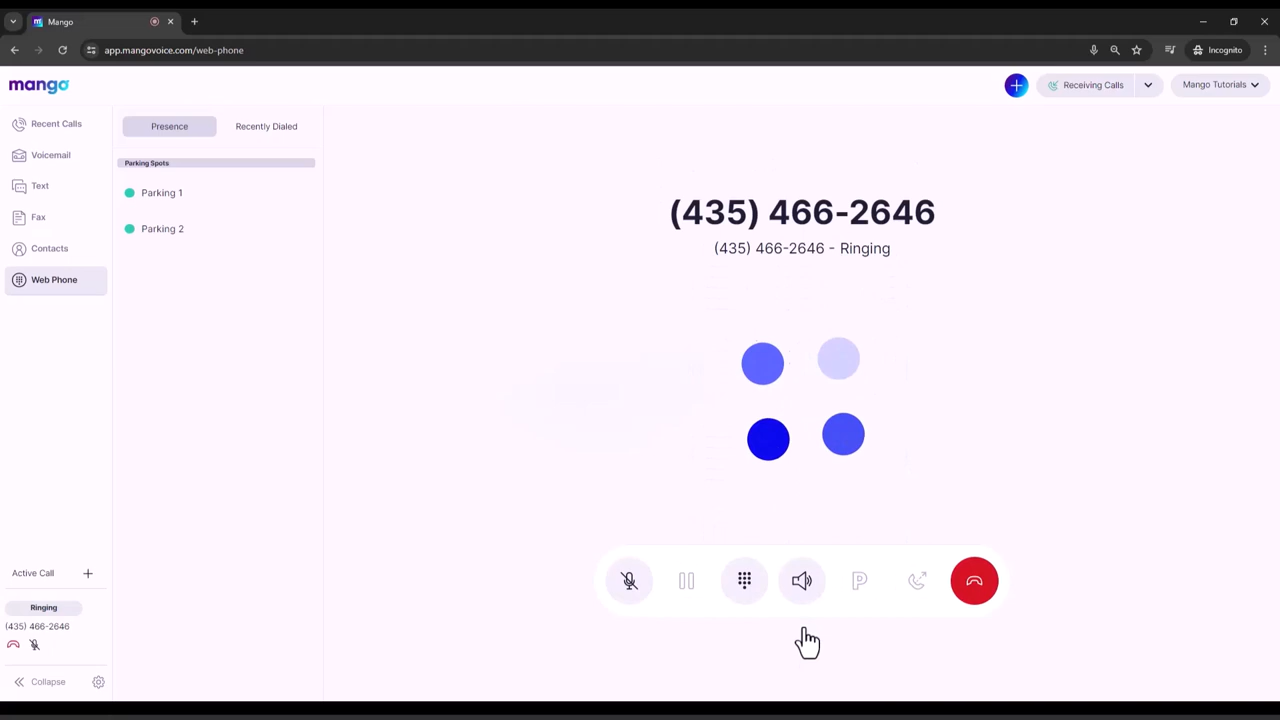 Mango
app.mangovoice.com/web-phone
Incognito
mango
Receiving Calls
Mango Tutorials
Recent Calls
Voicemail
Text
Fax
Contacts
Web Phone
Presence
Recently Dialed
Parking Spots
Parking 1
Parking 2
(435) 466-2646
(435) 466-2646 - Ringing
P
Active Call
Ringing
(435) 466-2646
Collapse